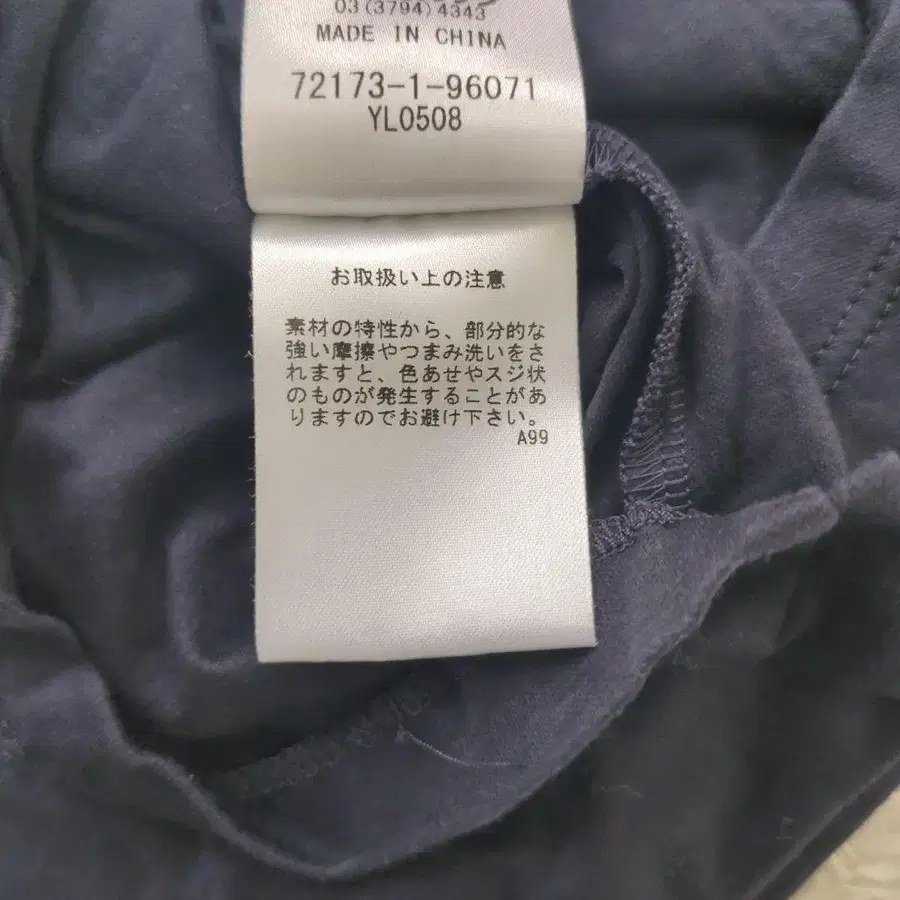 03(3794)4343
MADE IN CHINA
72173-1-96071
YL0508
お取扱い上の注意
素材の特性から、部分的な
強い摩擦やつまみ洗いをさ
れますと、色あせやスジ状
のものが発生することがあ
りますのでお避け下さい。
A99